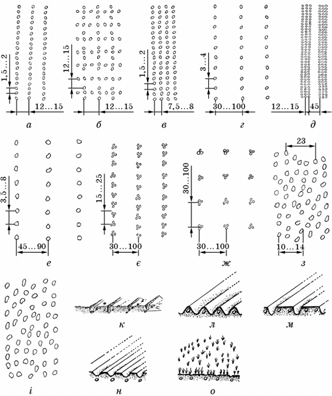 1,5...2
12...15
12...15
12...15
1,5...2
7,5...8
3...4
30...100
12...15
45
а
б
в
г
д
3,5...8
45...90
15...25
30...100
30...100
30...100
23
10...14
е
є
ж
з
і
к
л
м
н
о